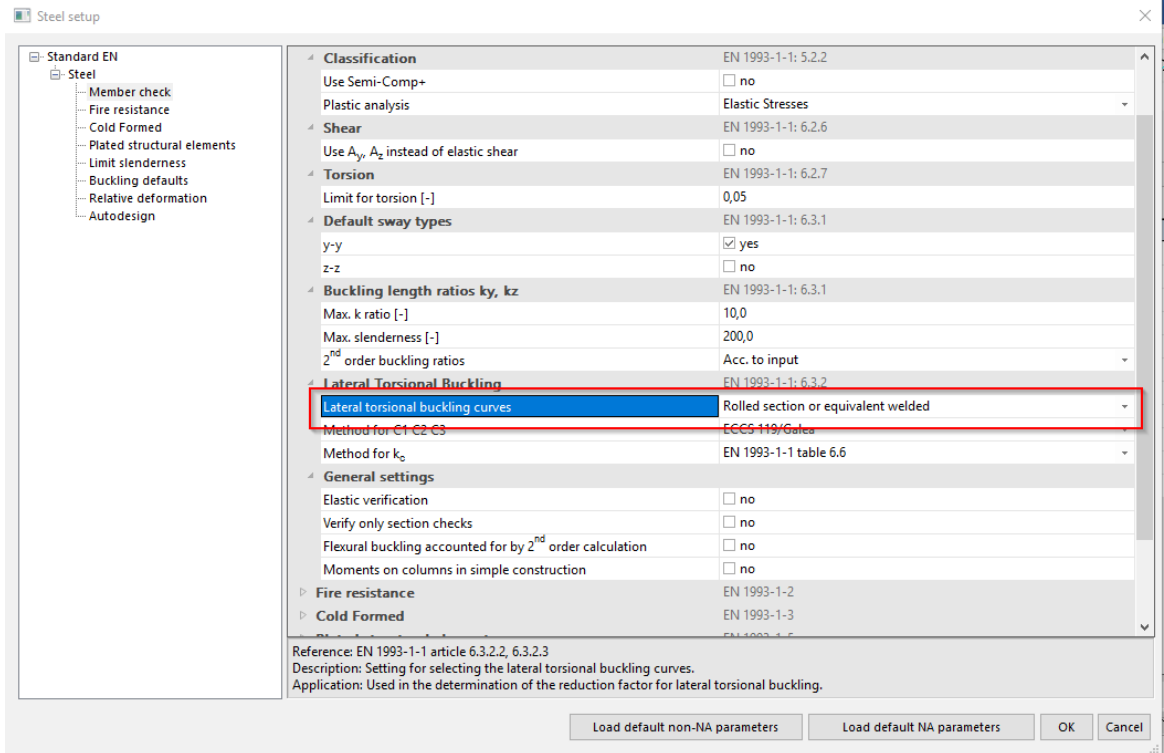 Steel setup
Standard EN
Steel
Member check
Fire resistance
Cold Formed
Plated structural elements
Limit slenderness
Buckling defaults
Relative deformation
Autodesign
Classification EN 1993-1-1: 5.2.2
Use Semi-Comp+ no
Plastic analysis Elastic Stresses
Shear EN 1993-1-1: 6.2.6
Use Ay, Az instead of elastic shear no
Torsion EN 1993-1-1: 6.2.7
Limit for torsion [-] 0,05
Default sway types EN 1993-1-1: 6.3.1
y-y yes
z-z no
Buckling length ratios ky, kz EN 1993-1-1: 6.3.1
Max. k ratio [-] 10,0
Max. slenderness [-] 200,0
2nd order buckling ratios Acc. to input
Lateral Torsional Buckling EN 1993-1-1: 6.3.2
Lateral torsional buckling curves Rolled section or equivalent welded
Method for C1 C2 C3 ECCS 119/Galea
Method for kc EN 1993-1-1 table 6.6
General settings
Elastic verification no
Verify only section checks no
Flexural buckling accounted for by 2nd order calculation no
Moments on columns in simple construction no
Fire resistance EN 1993-1-2
Cold Formed EN 1993-1-3
EN 1993-1-5
Reference: EN 1993-1-1 article 6.3.2.2, 6.3.2.3
Description: Setting for selecting the lateral torsional buckling curves.
Application: Used in the determination of the reduction factor for lateral torsional buckling.
Load default non-NA parameters Load default NA parameters OK Cancel